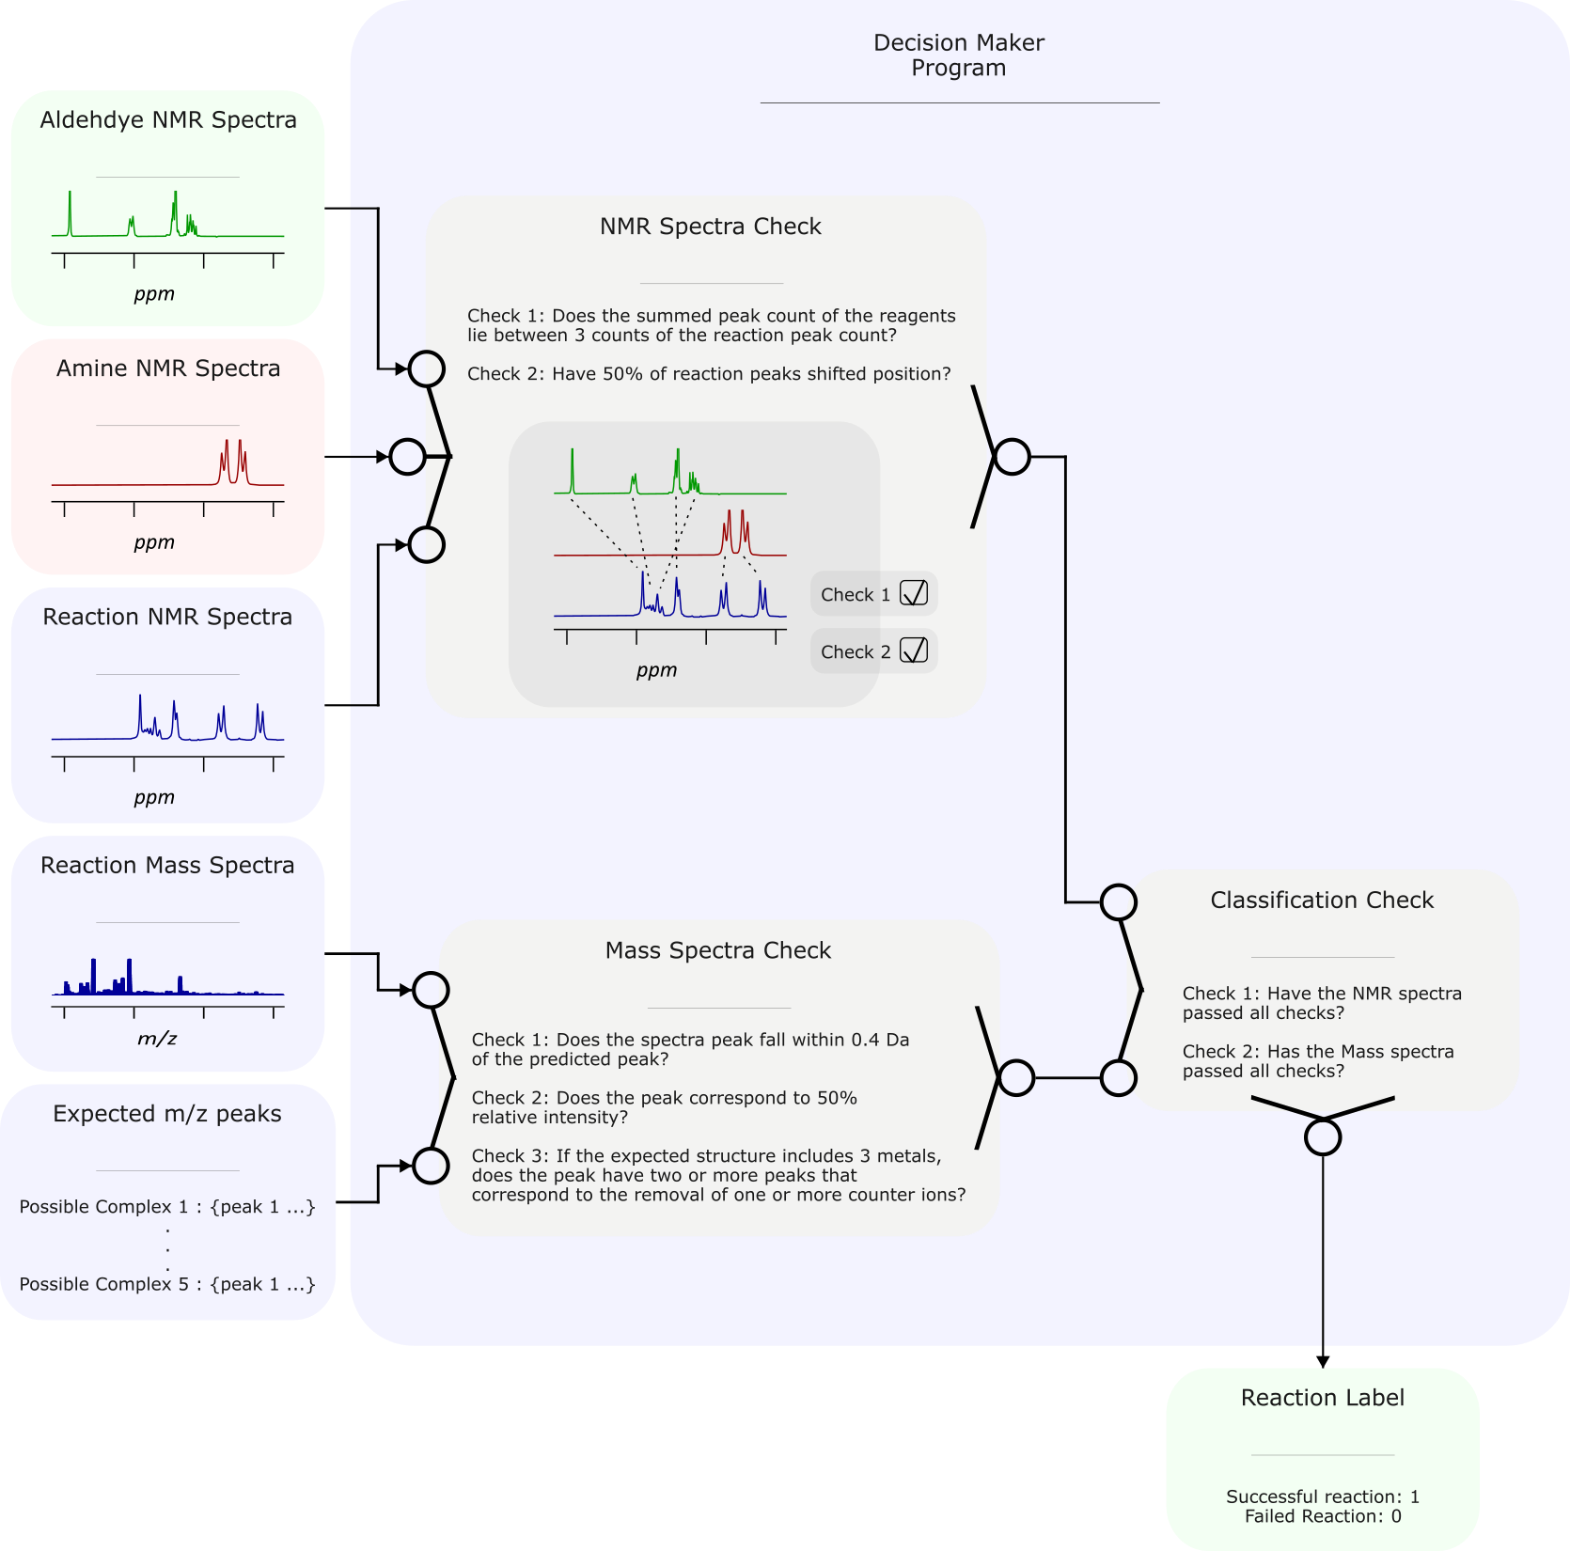 Decision Maker
Program
Aldehdye NMR Spectra
ppm
Amine NMR Spectra
ppm
Reaction NMR Spectra
ppm
Reaction Mass Spectra
m/z
Expected m/z peaks
Possible Complex 1 : {peak 1 ...}
.
.
.
Possible Complex 5 : {peak 1 ...}
NMR Spectra Check
Check 1: Does the summed peak count of the reagents
lie between 3 counts of the reaction peak count?
Check 2: Have 50% of reaction peaks shifted position?
ppm
Check 1
Check 2
Mass Spectra Check
Check 1: Does the spectra peak fall within 0.4 Da
of the predicted peak?
Check 2: Does the peak correspond to 50%
relative intensity?
Check 3: If the expected structure includes 3 metals,
does the peak have two or more peaks that
correspond to the removal of one or more counter ions?
Classification Check
Check 1: Have the NMR spectra
passed all checks?
Check 2: Has the Mass spectra
passed all checks?
Reaction Label
Successful reaction: 1
Failed Reaction: 0